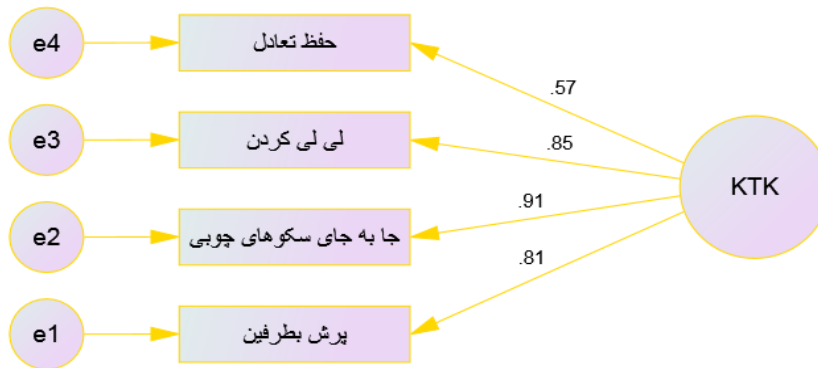 e4
حفظ تعادل
.57
e3
لی لی کردن
.85
KTK
e2
جا به جای سکوهای چوبی
.91
e1
پرش بطرفین
.81